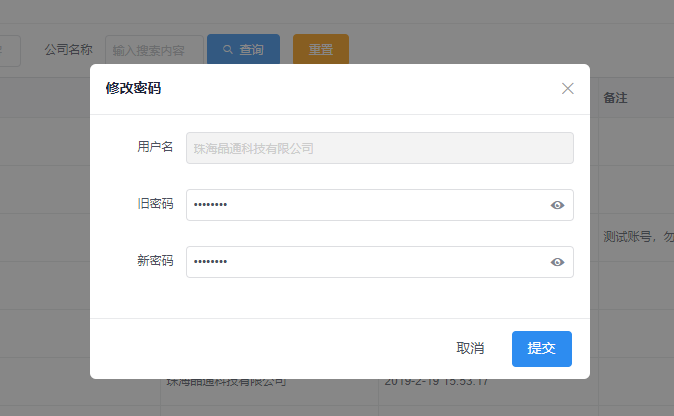 公司名称
输入搜索内容
查询
重置
修改密码
备注
用户名
珠海晶通科技有限公司
旧密码
••••••••
测试账号，勿
新密码
••••••••
取消
提交
珠海晶通科技有限公司
2019-2-19 15:53:17